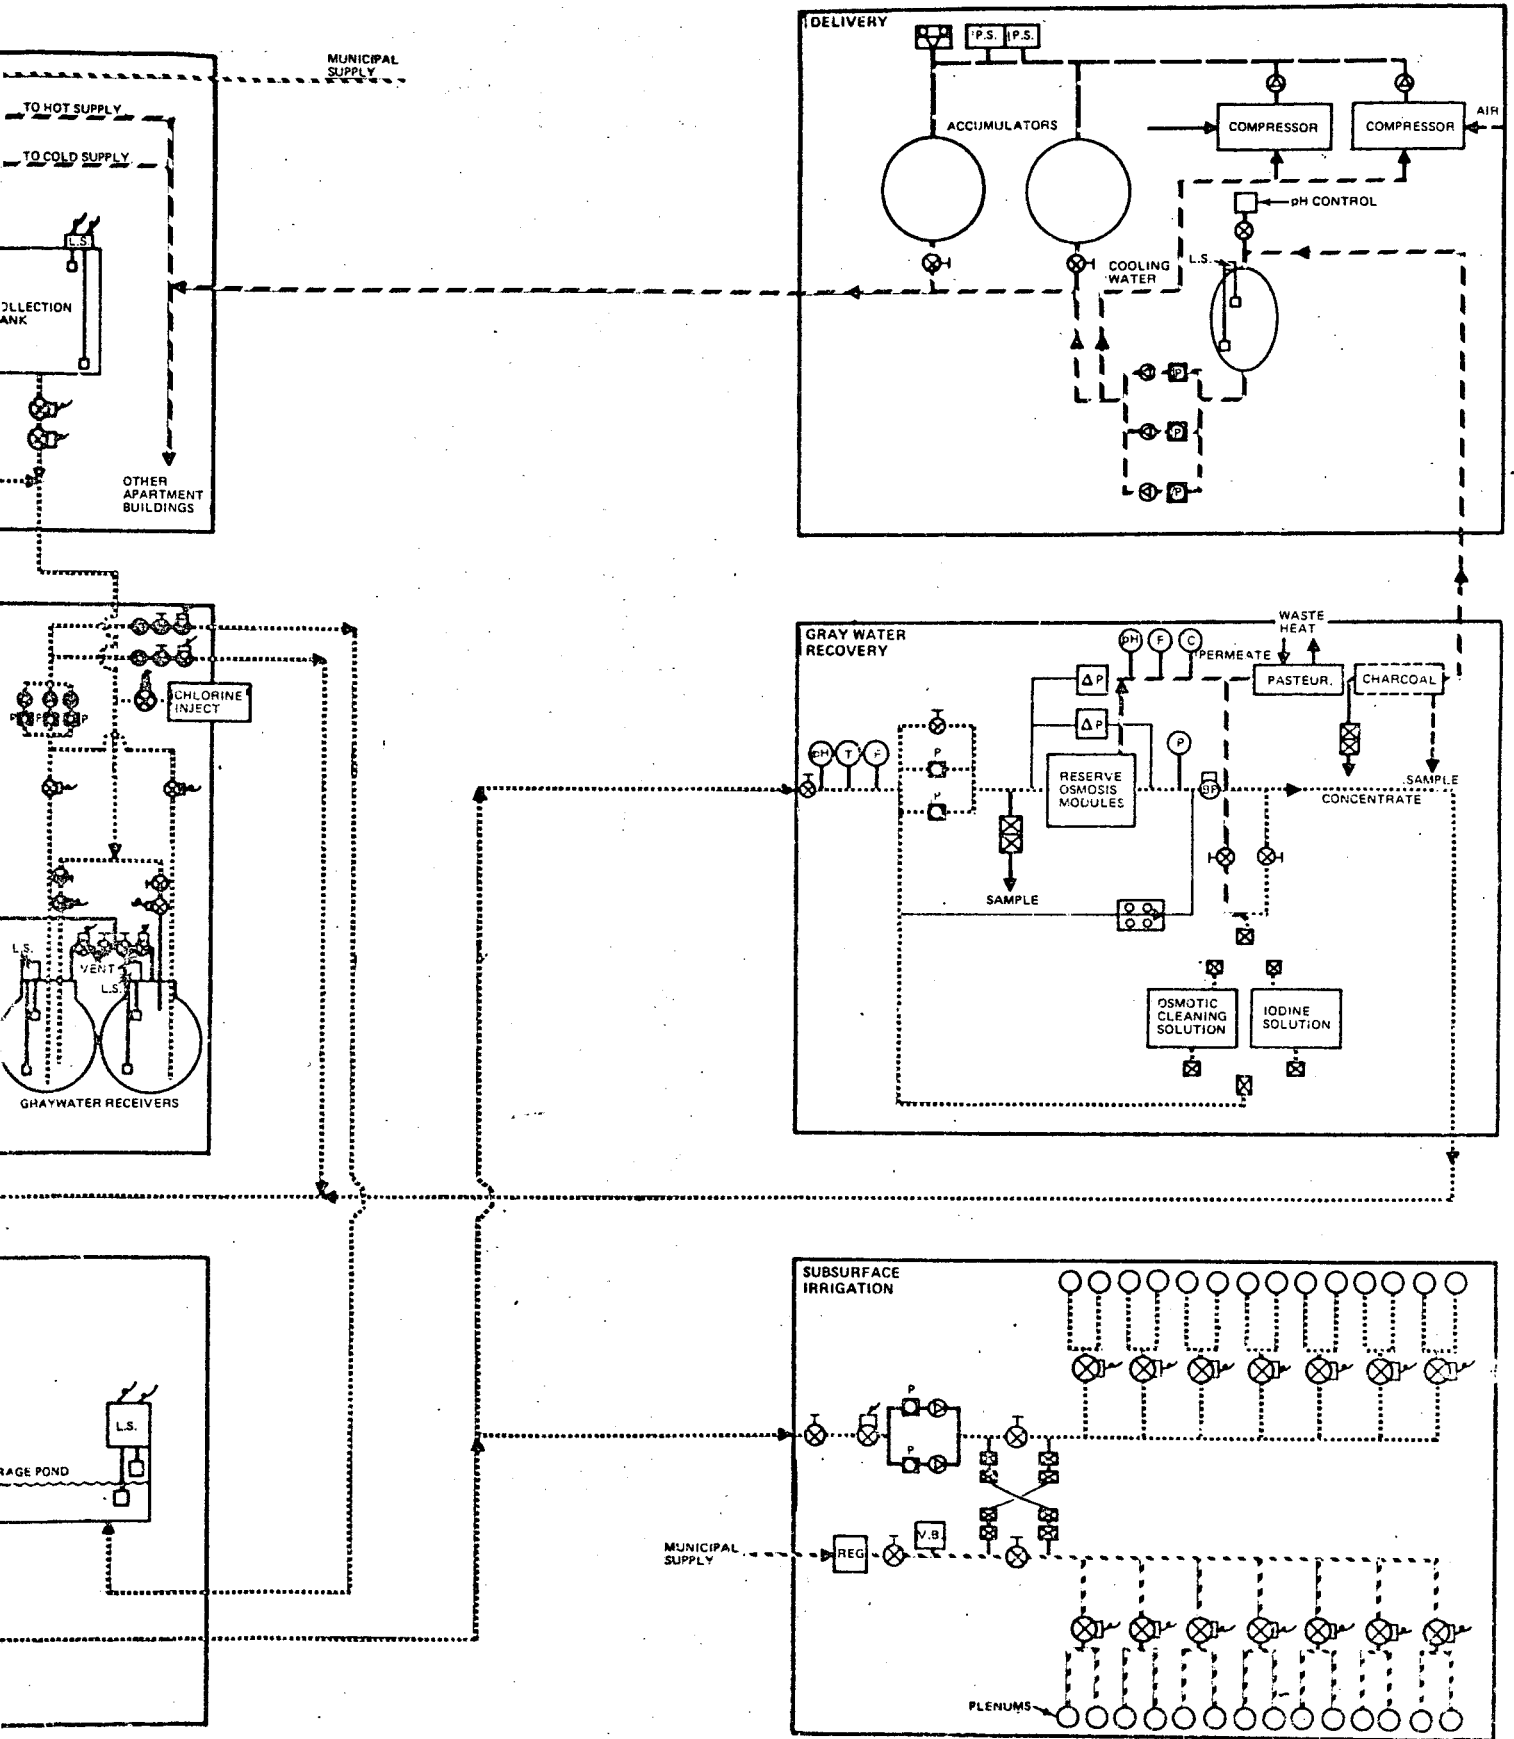 MUNICIPAL
SUPPLY
TO HOT SUPPLY
TO COLD SUPPLY
L.S.
OLLECTION
ANK
OTHER
APARTMENT
BUILDINGS
DELIVERY
P.S.
P.S.
ACCUMULATORS
COMPRESSOR
COMPRESSOR
AIR
pH CONTROL
L.S.
COOLING
WATER
P
P
P
CHLORINE
INJECT
P
P
P
L.S.
VENT
L.S.
GRAYWATER RECEIVERS
GRAY WATER
RECOVERY
WASTE
HEAT
pH
F
C
PERMEATE
Δ P
PASTEUR.
CHARCOAL
Δ P
pH
T
F
P
P
P
RESERVE
OSMOSIS
MODULES
BP
SAMPLE
CONCENTRATE
SAMPLE
OSMOTIC
CLEANING
SOLUTION
IODINE
SOLUTION
L.S.
RAGE POND
SUBSURFACE
IRRIGATION
P
P
MUNICIPAL
SUPPLY
REG
V.B.
PLENUMS